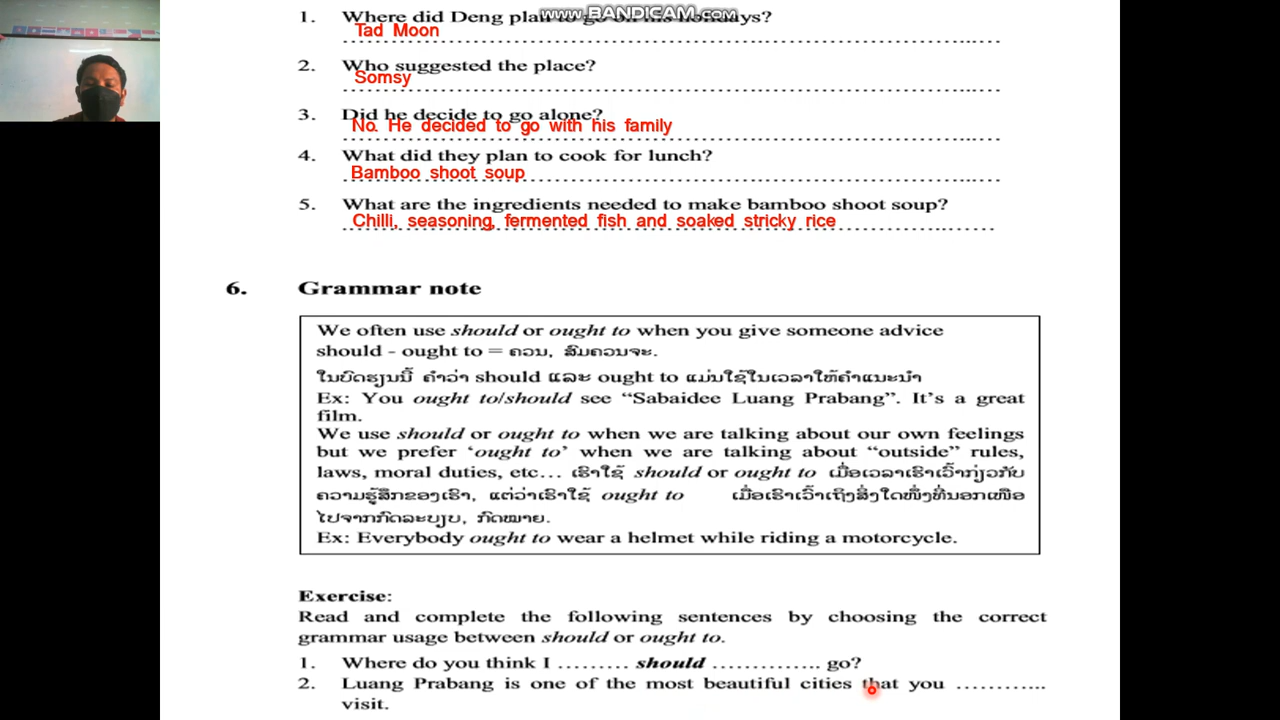 www.BANDICAM.com
1. Where did Deng plan to go on his holidays?
Tad Moon
2. Who suggested the place?
Somsy
3. Did he decide to go alone?
No. He decided to go with his family
4. What did they plan to cook for lunch?
Bamboo shoot soup
5. What are the ingredients needed to make bamboo shoot soup?
Chilli, seasoning, fermented fish and soaked stricky rice
6. Grammar note
We often use should or ought to when you give someone advice
should - ought to = ຄວນ, ສົມຄວນຈະ.
ໃນບົດຮຽນນີ້ ຄຳວ່າ should ແລະ ought to ແມ່ນໃຊ້ໃນເວລາໃຫ້ຄຳແນະນຳ
Ex: You ought to/should see “Sabaidee Luang Prabang”. It’s a great
film.
We use should or ought to when we are talking about our own feelings
but we prefer ‘ought to’ when we are talking about “outside” rules,
laws, moral duties, etc… ເຮົາໃຊ້ should or ought to ເມື່ອເວລາເຮົາເວົ້າກ່ຽວກັບ
ຄວາມຮູ້ສຶກຂອງເຮົາ, ແຕ່ວ່າເຮົາໃຊ້ ought to ເມື່ອເຮົາເວົ້າເຖິງສິ່ງໃດໜຶ່ງທີ່ນອກເໜືອ
ໄປຈາກກົດລະບຽບ, ກົດໝາຍ.
Ex: Everybody ought to wear a helmet while riding a motorcycle.
Exercise:
Read and complete the following sentences by choosing the correct
grammar usage between should or ought to.
1. Where do you think I ……… should ………….. go?
2. Luang Prabang is one of the most beautiful cities that you ………..
visit.